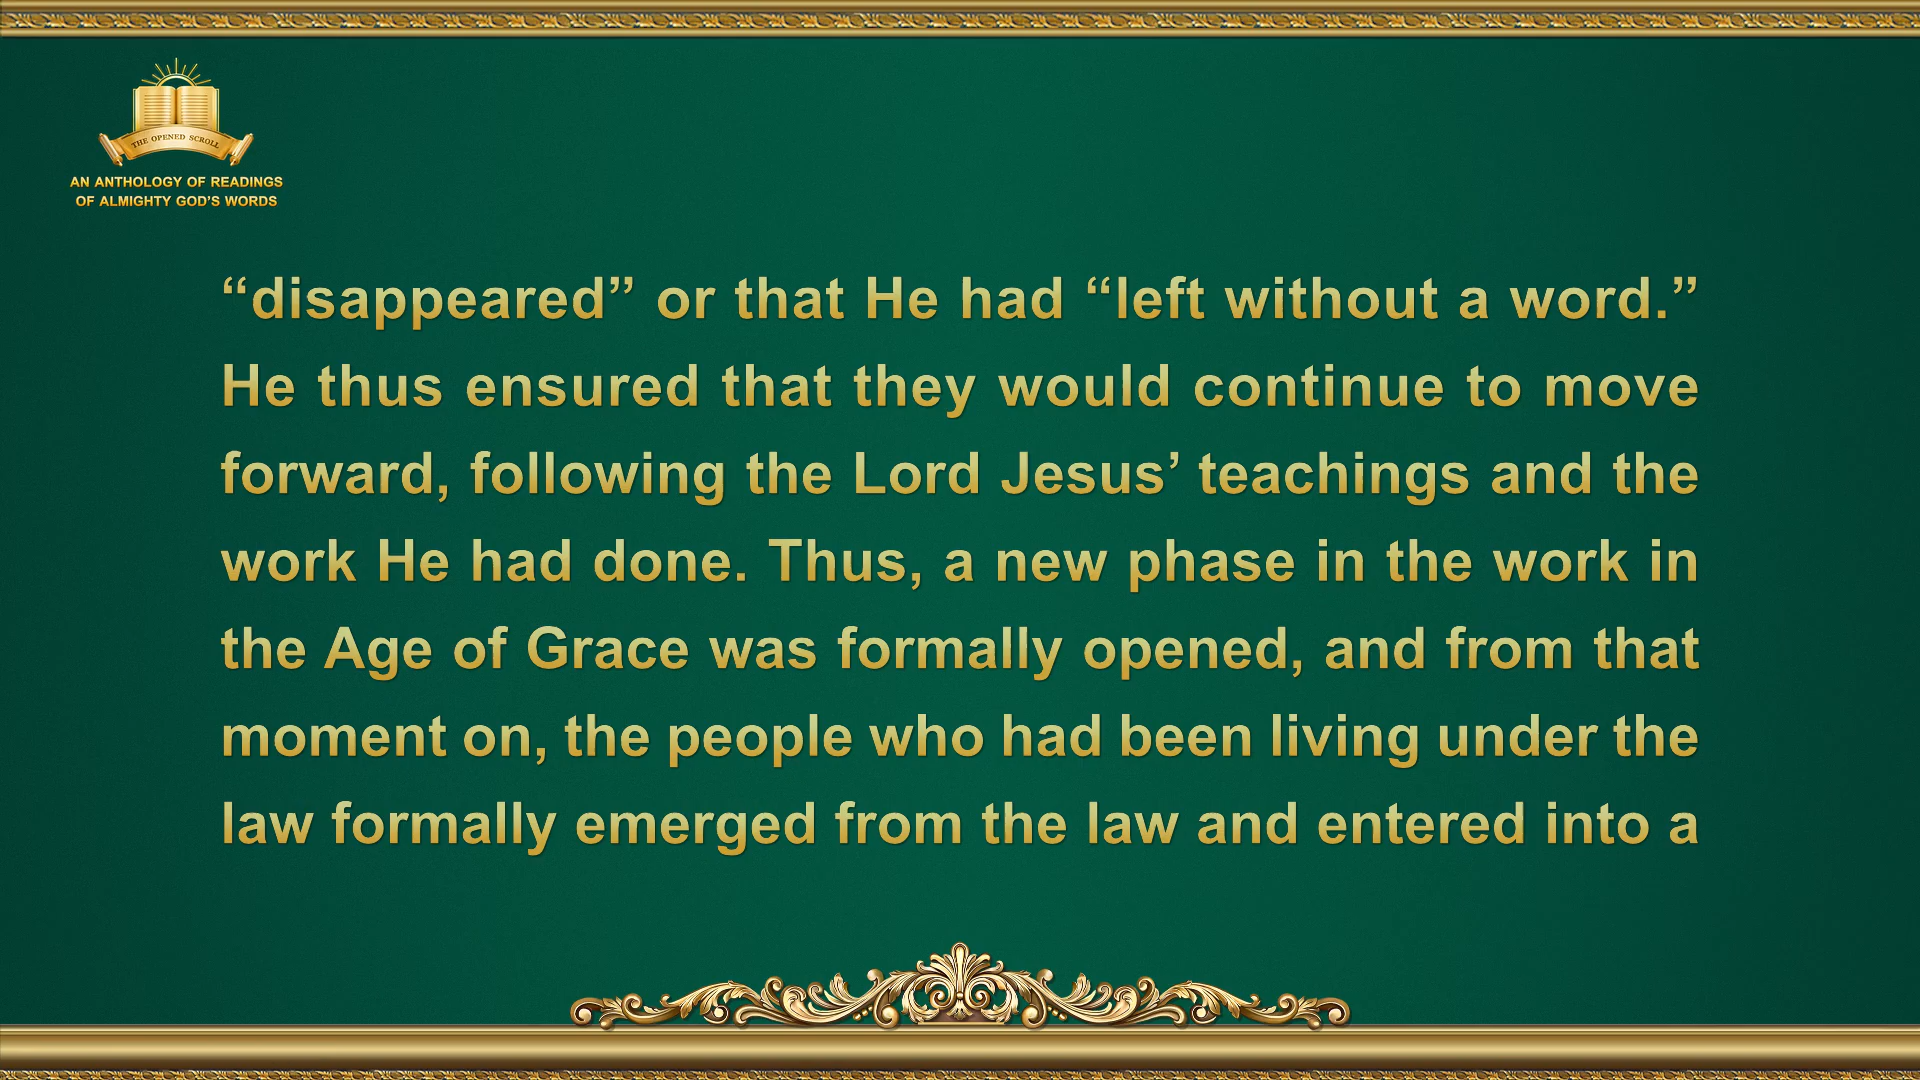 THE OPENED SCROLL
AN ANTHOLOGY OF READINGS
OF ALMIGHTY GOD’S WORDS
“disappeared” or that He had “left without a word.”
He thus ensured that they would continue to move
forward, following the Lord Jesus’ teachings and the
work He had done. Thus, a new phase in the work in
the Age of Grace was formally opened, and from that
moment on, the people who had been living under the
law formally emerged from the law and entered into a